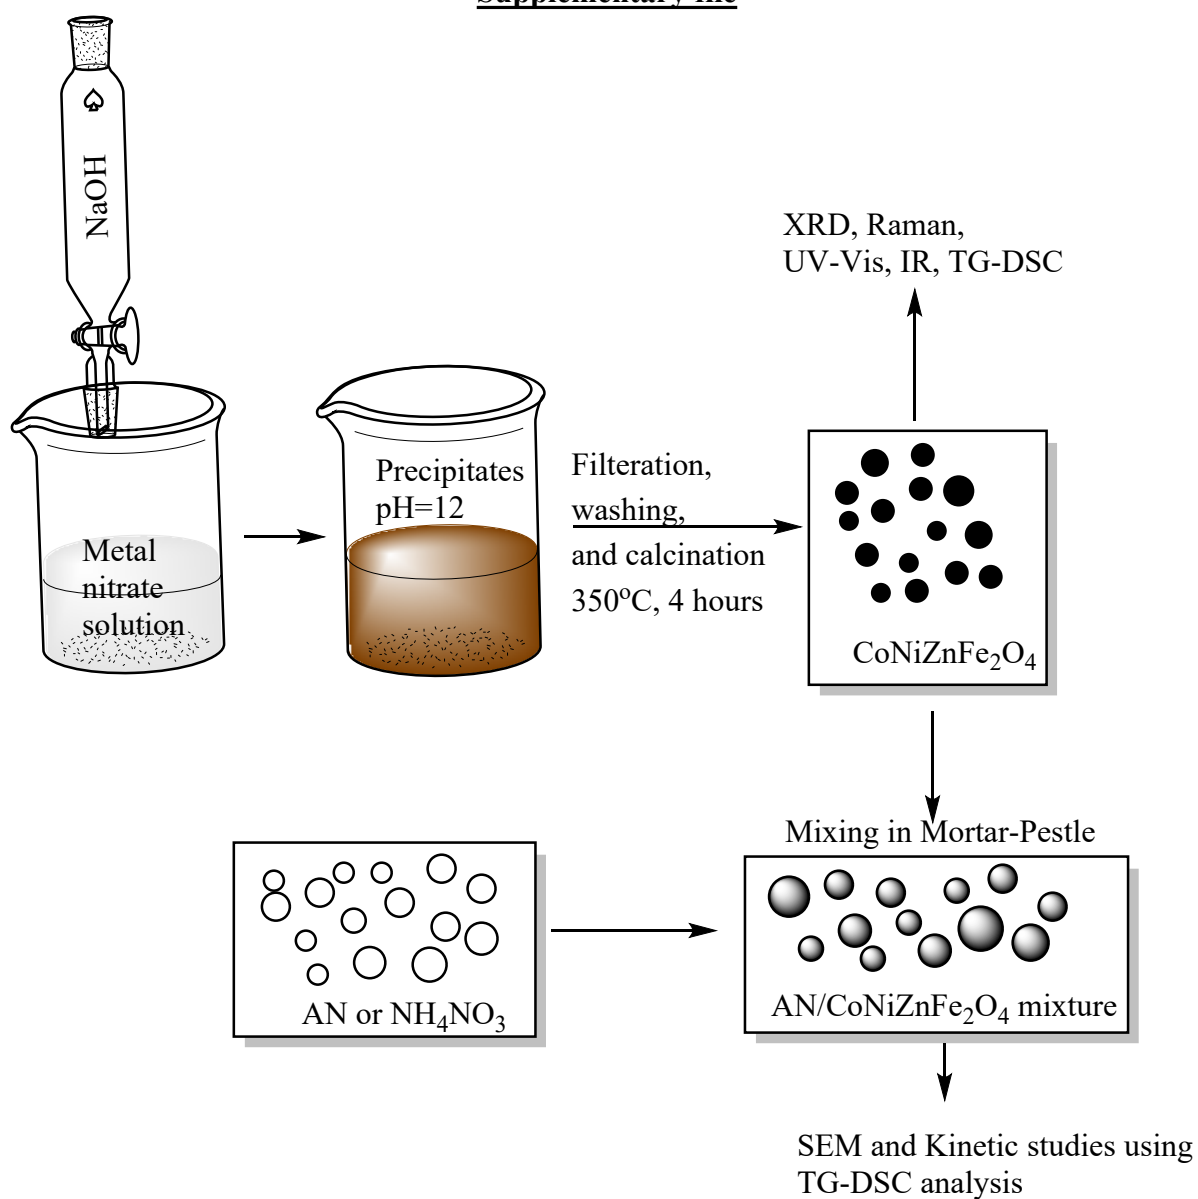 Supplementary file
NaOH
XRD, Raman,
UV-Vis, IR, TG-DSC
Metal
nitrate
solution
Precipitates
pH=12
Filteration,
washing,
and calcination
350°C, 4 hours
CoNiZnFe₂O₄
Mixing in Mortar-Pestle
AN or NH₄NO₃
AN/CoNiZnFe₂O₄ mixture
SEM and Kinetic studies using
TG-DSC analysis